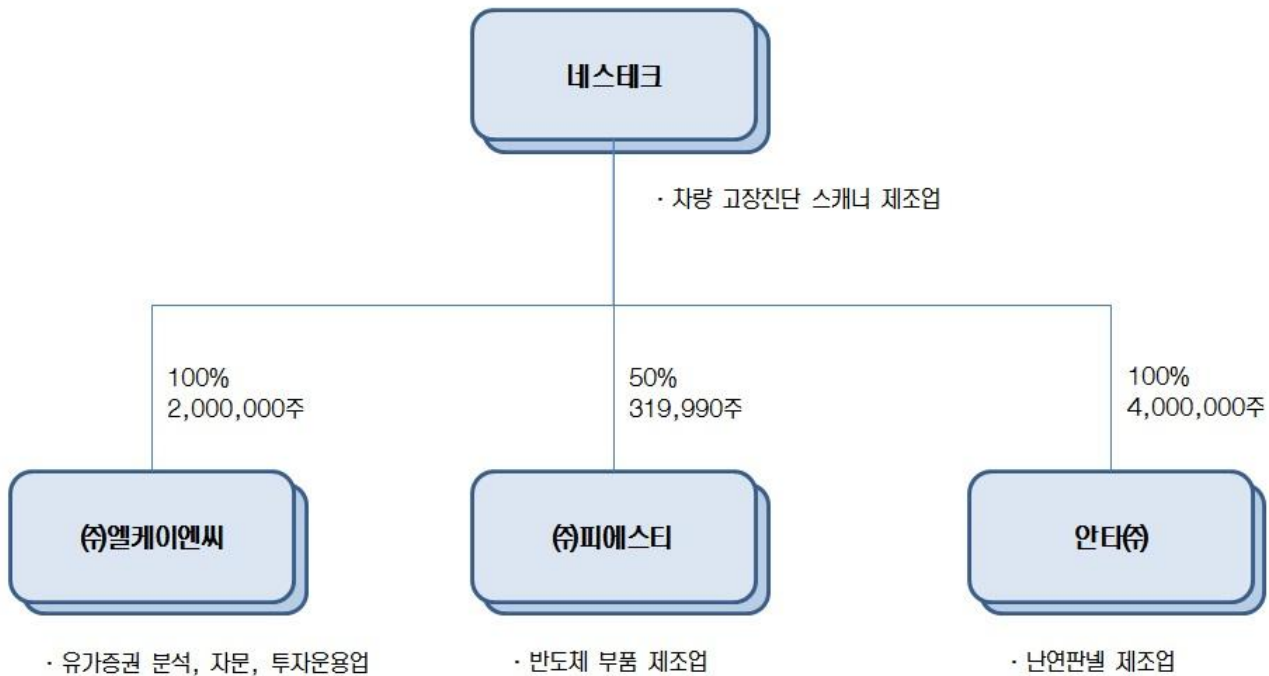 네스테크
· 차량 고장진단 스캐너 제조업
100%
2,000,000주
50%
319,990주
100%
4,000,000주
㈜엘케이엔씨
㈜피에스티
안티㈜
· 유가증권 분석, 자문, 투자운용업
· 반도체 부품 제조업
· 난연판넬 제조업